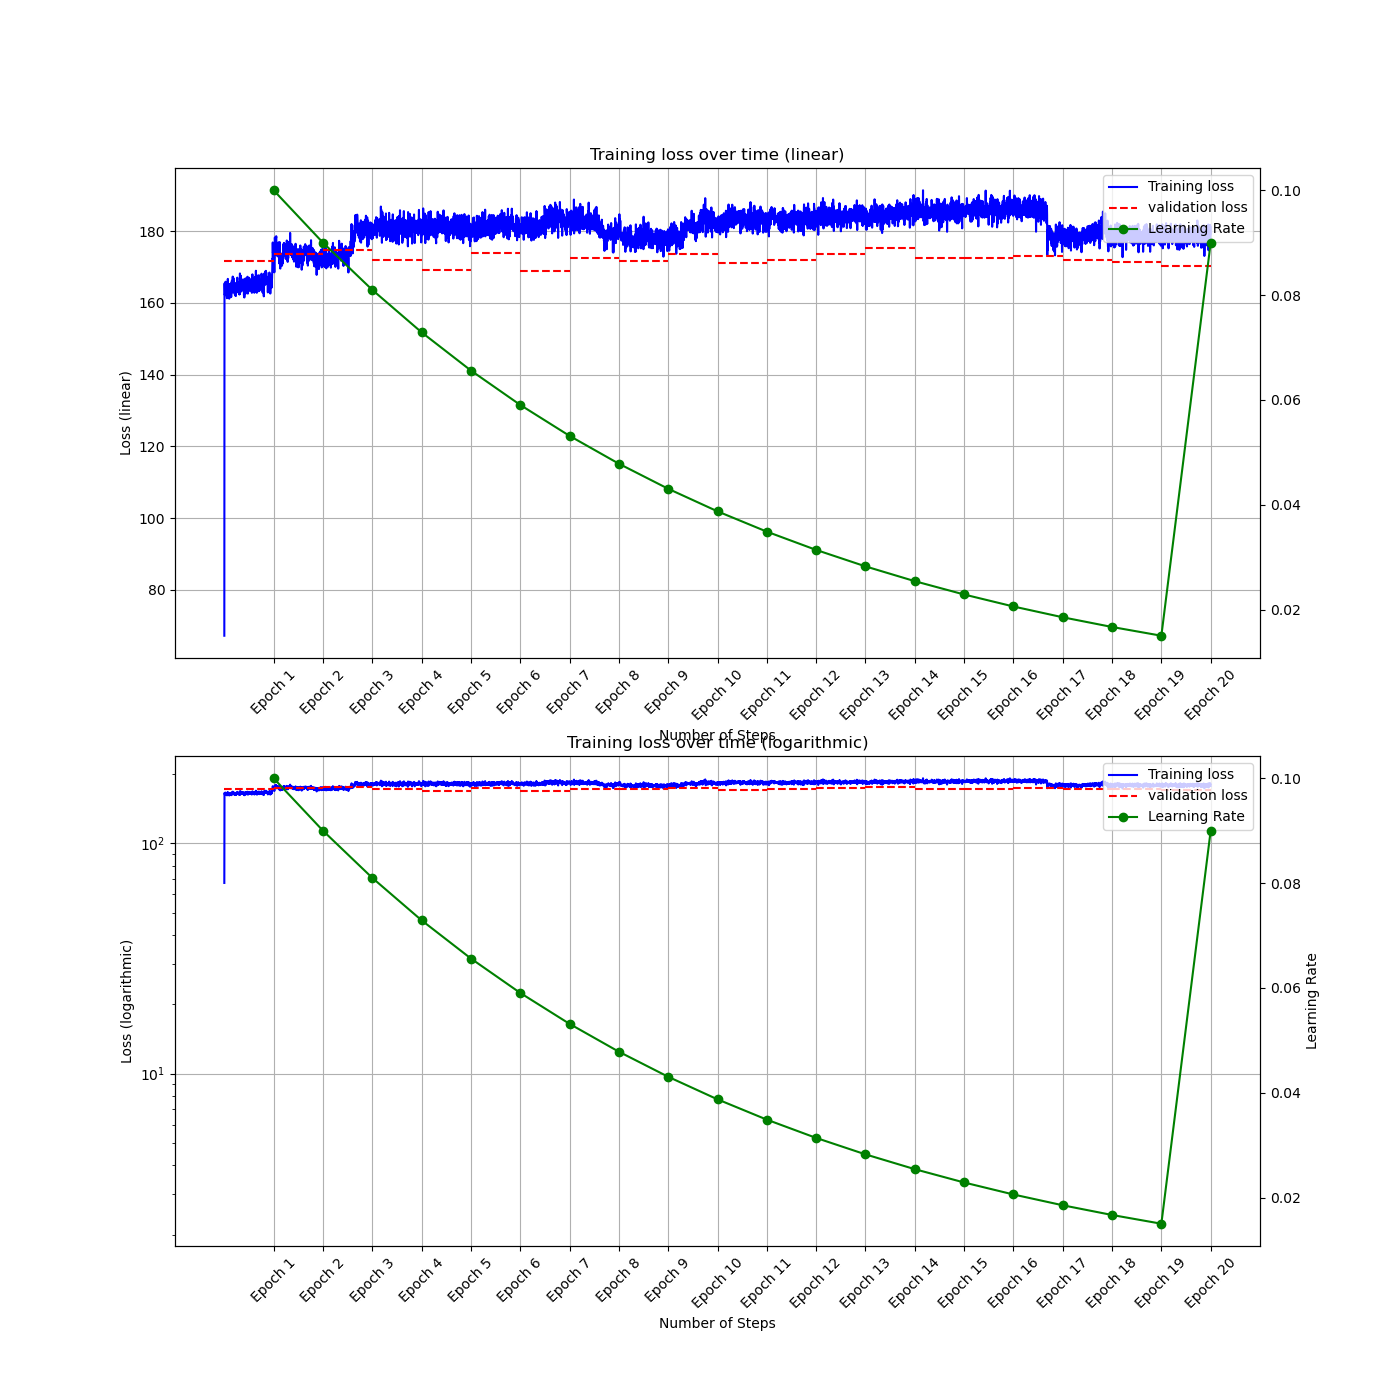 Training loss over time (linear)
Training loss
validation loss
Learning Rate
180
160
140
120
100
80
Loss (linear)
0.10
0.08
0.06
0.04
0.02
Epoch 1
Epoch 2
Epoch 3
Epoch 4
Epoch 5
Epoch 6
Epoch 7
Epoch 8
Epoch 9
Epoch 10
Epoch 11
Epoch 12
Epoch 13
Epoch 14
Epoch 15
Epoch 16
Epoch 17
Epoch 18
Epoch 19
Epoch 20
Number of Steps
Training loss over time (logarithmic)
Training loss
validation loss
Learning Rate
10²
10¹
Loss (logarithmic)
0.10
0.08
0.06
0.04
0.02
Learning Rate
Epoch 1
Epoch 2
Epoch 3
Epoch 4
Epoch 5
Epoch 6
Epoch 7
Epoch 8
Epoch 9
Epoch 10
Epoch 11
Epoch 12
Epoch 13
Epoch 14
Epoch 15
Epoch 16
Epoch 17
Epoch 18
Epoch 19
Epoch 20
Number of Steps